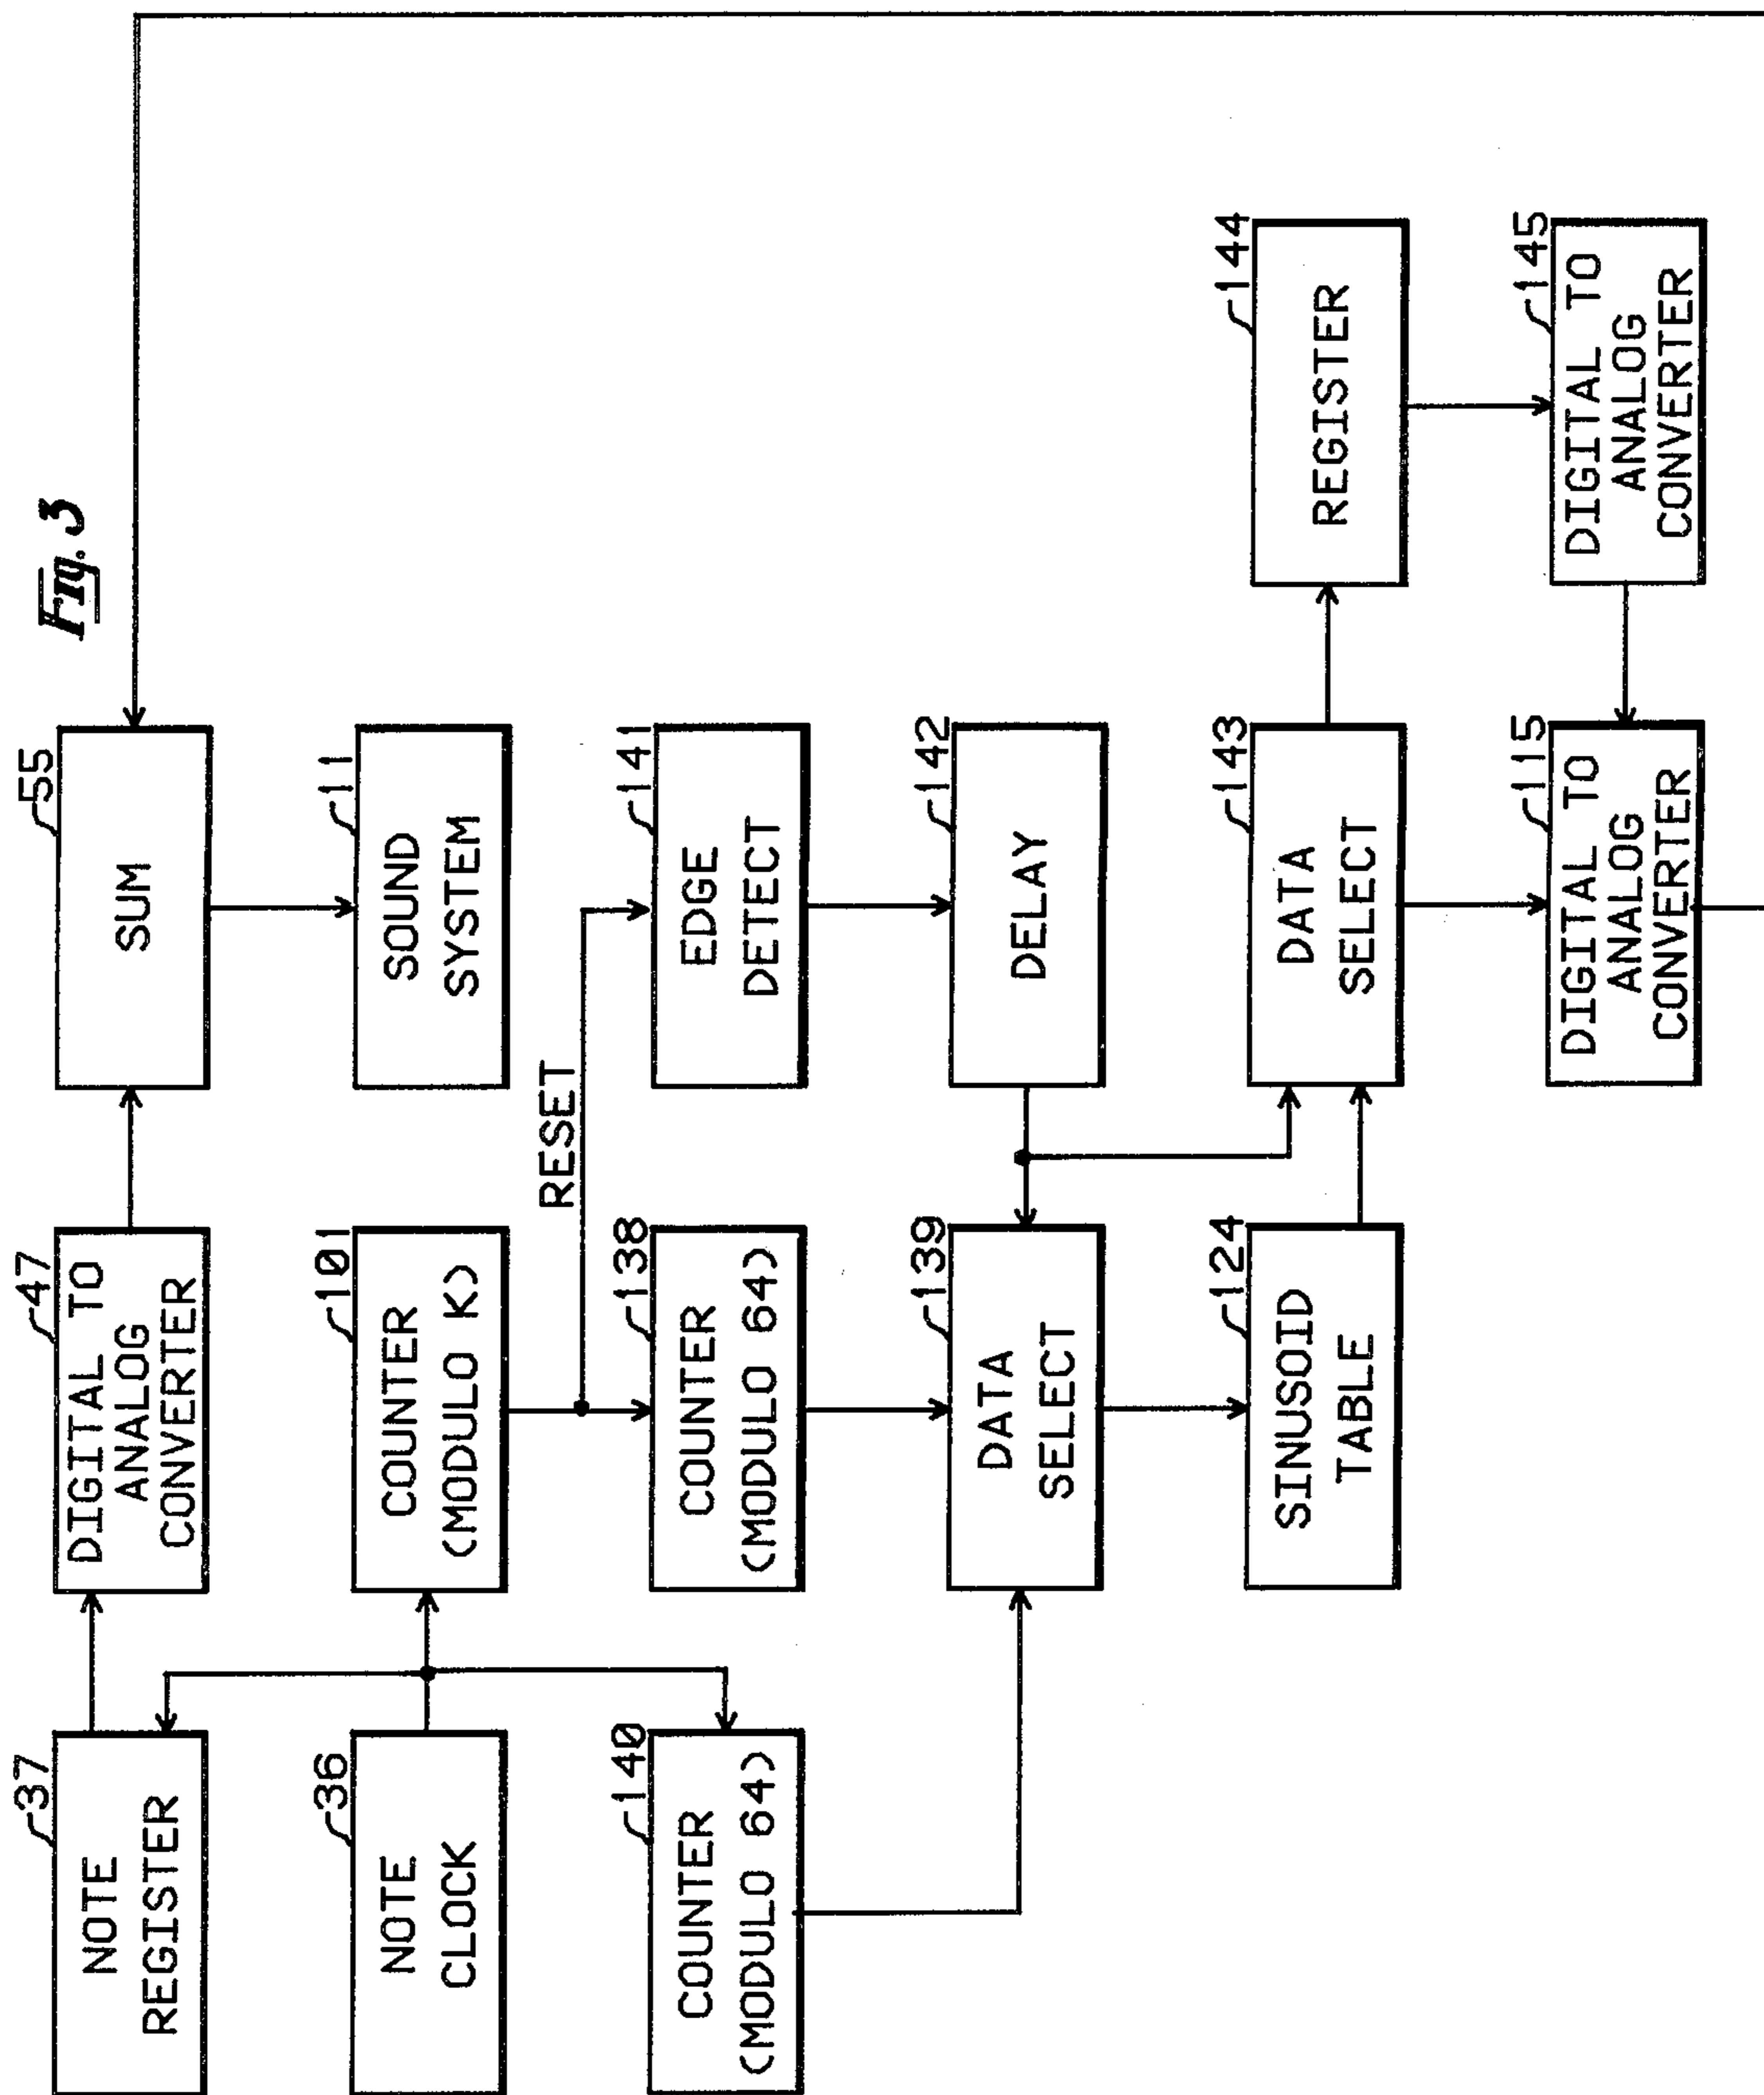 Fig. 3
37
NOTE
REGISTER
47
DIGITAL TO
ANALOG
CONVERTER
55
SUM
36
NOTE
CLOCK
101
COUNTER
(MODULO K)
11
SOUND
SYSTEM
RESET
140
COUNTER
(MODULO 64)
138
COUNTER
(MODULO 64)
141
EDGE
DETECT
139
DATA
SELECT
142
DELAY
124
SINUSOID
TABLE
143
DATA
SELECT
144
REGISTER
115
DIGITAL TO
ANALOG
CONVERTER
145
DIGITAL TO
ANALOG
CONVERTER